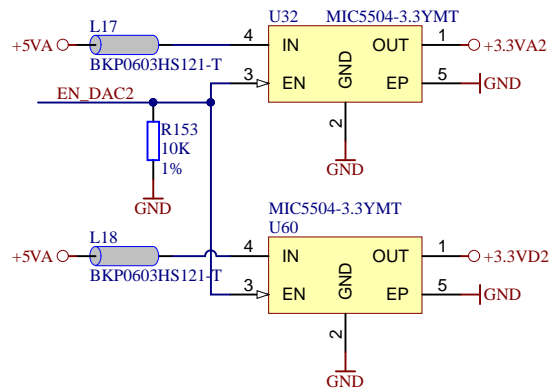 L17
U32 MIC5504-3.3YMT
+5VA 4 IN OUT 1 +3.3VA2
BKP0603HS121-T
3 EN GND EP 5 GND
EN_DAC2
2
R153
10K
1%
GND
GND
MIC5504-3.3YMT
L18
U60
+5VA 4 IN OUT 1 +3.3VD2
BKP0603HS121-T
3 EN GND EP 5 GND
2
GND